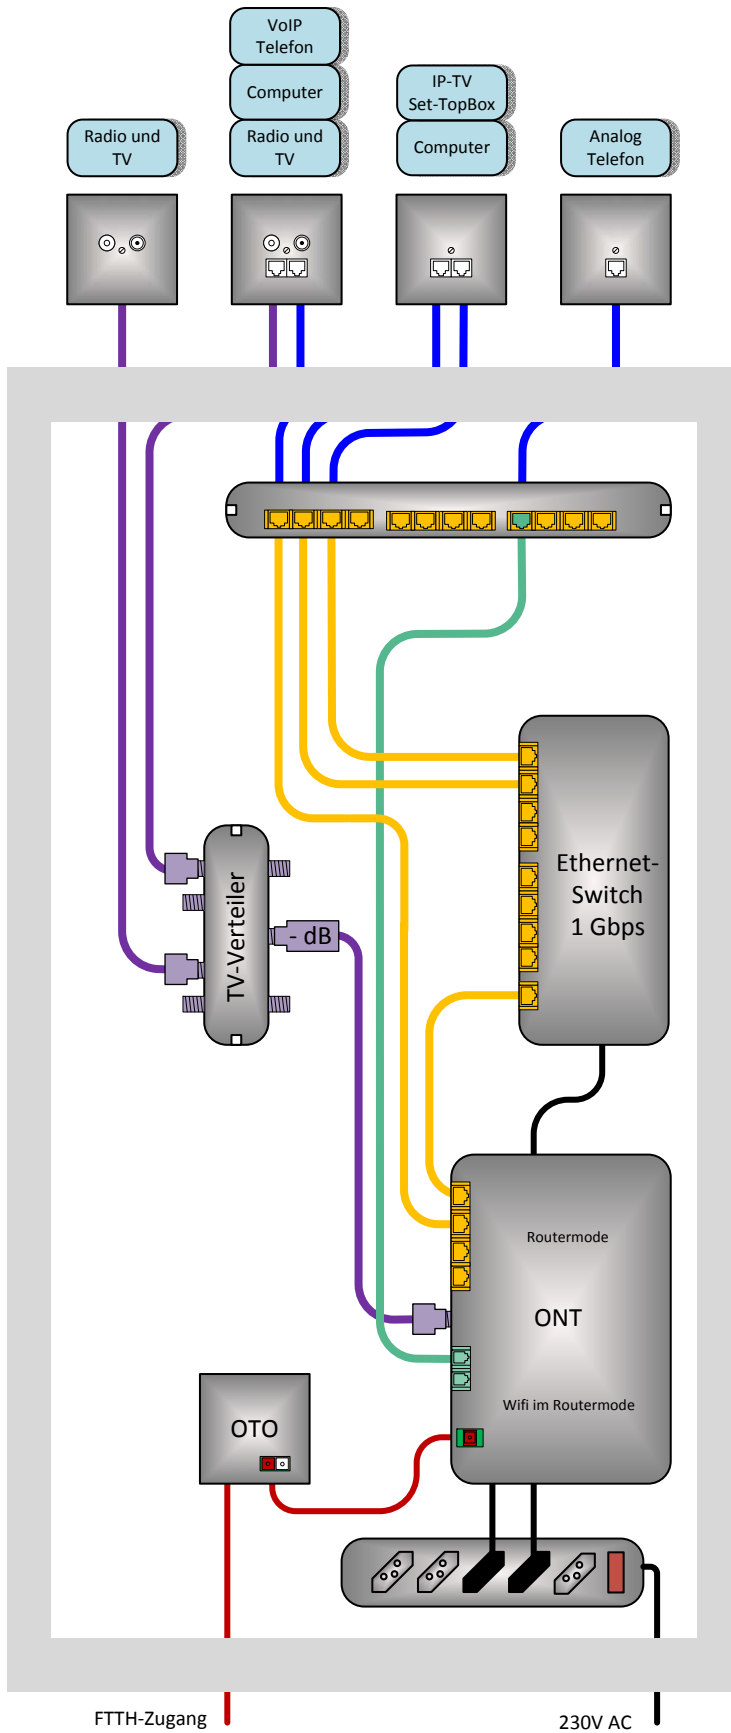 VoIP
Telefon
Computer
Radio und
TV
Radio und
TV
IP-TV
Set-TopBox
Computer
Analog
Telefon
Ethernet-
Switch
1 Gbps
TV-Verteiler
- dB
Routermode
ONT
Wifi im Routermode
OTO
FTTH-Zugang
230V AC